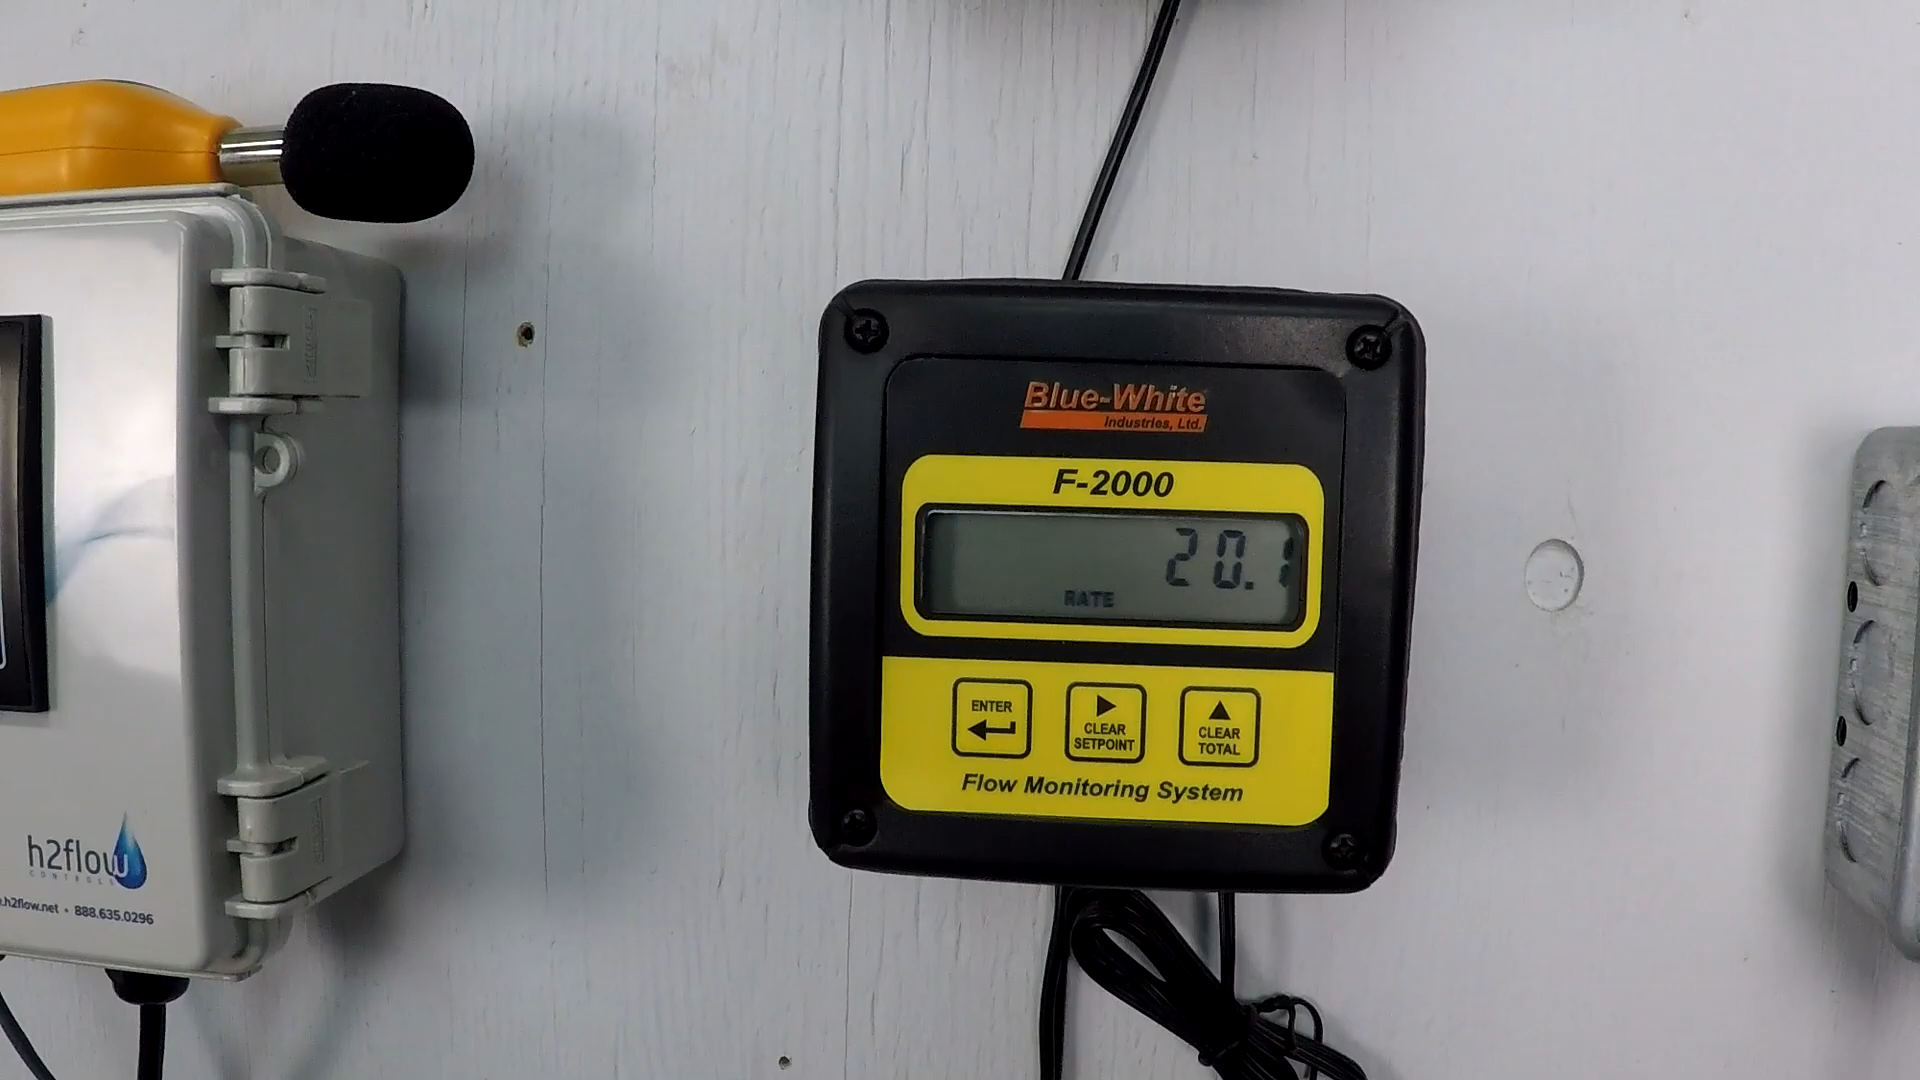 Blue-White
Industries, Ltd.
F-2000
20.1
RATE
ENTER
CLEAR
SETPOINT
CLEAR
TOTAL
Flow Monitoring System
h2flow
CONTROLS
.h2flow.net • 888.635.0296